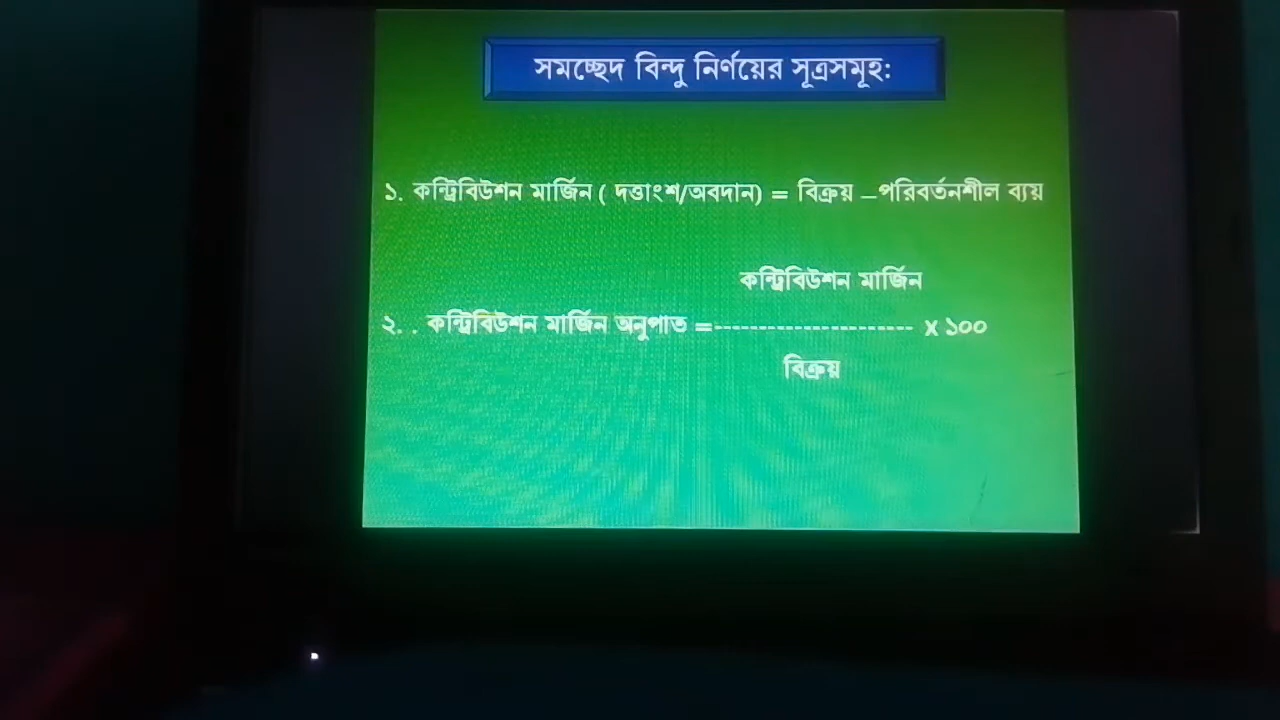 সমচ্ছেদ বিন্দু নির্ণয়ের সূত্রসমূহ:
১. কন্ট্রিবিউশন মার্জিন ( দত্তাংশ/অবদান) = বিক্রয় –পরিবর্তনশীল ব্যয়
কন্ট্রিবিউশন মার্জিন
২. . কন্ট্রিবিউশন মার্জিন অনুপাত =---------------------- X ১০০
বিক্রয়